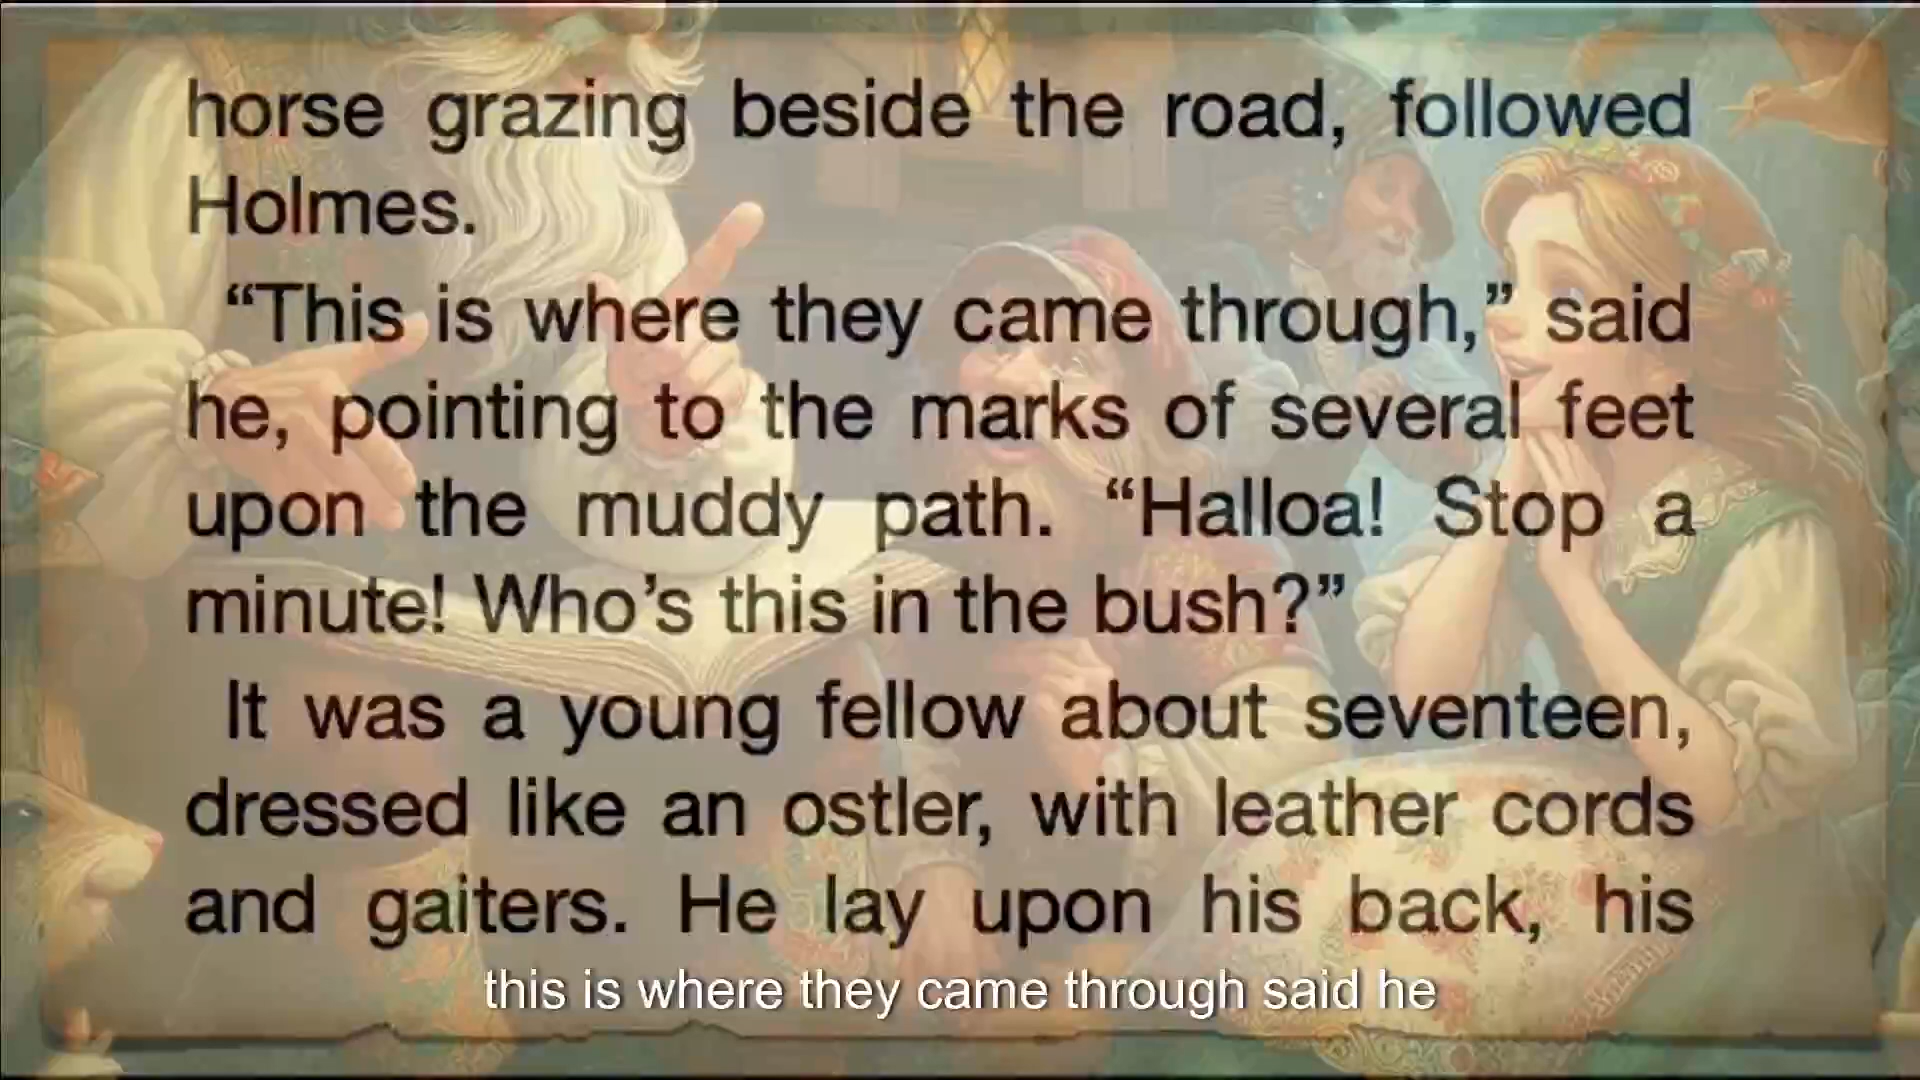 horse grazing beside the road, followed
Holmes.
“This is where they came through,” said
he, pointing to the marks of several feet
upon the muddy path. “Halloa! Stop a
minute! Who’s this in the bush?”
It was a young fellow about seventeen,
dressed like an ostler, with leather cords
and gaiters. He lay upon his back, his
this is where they came through said he